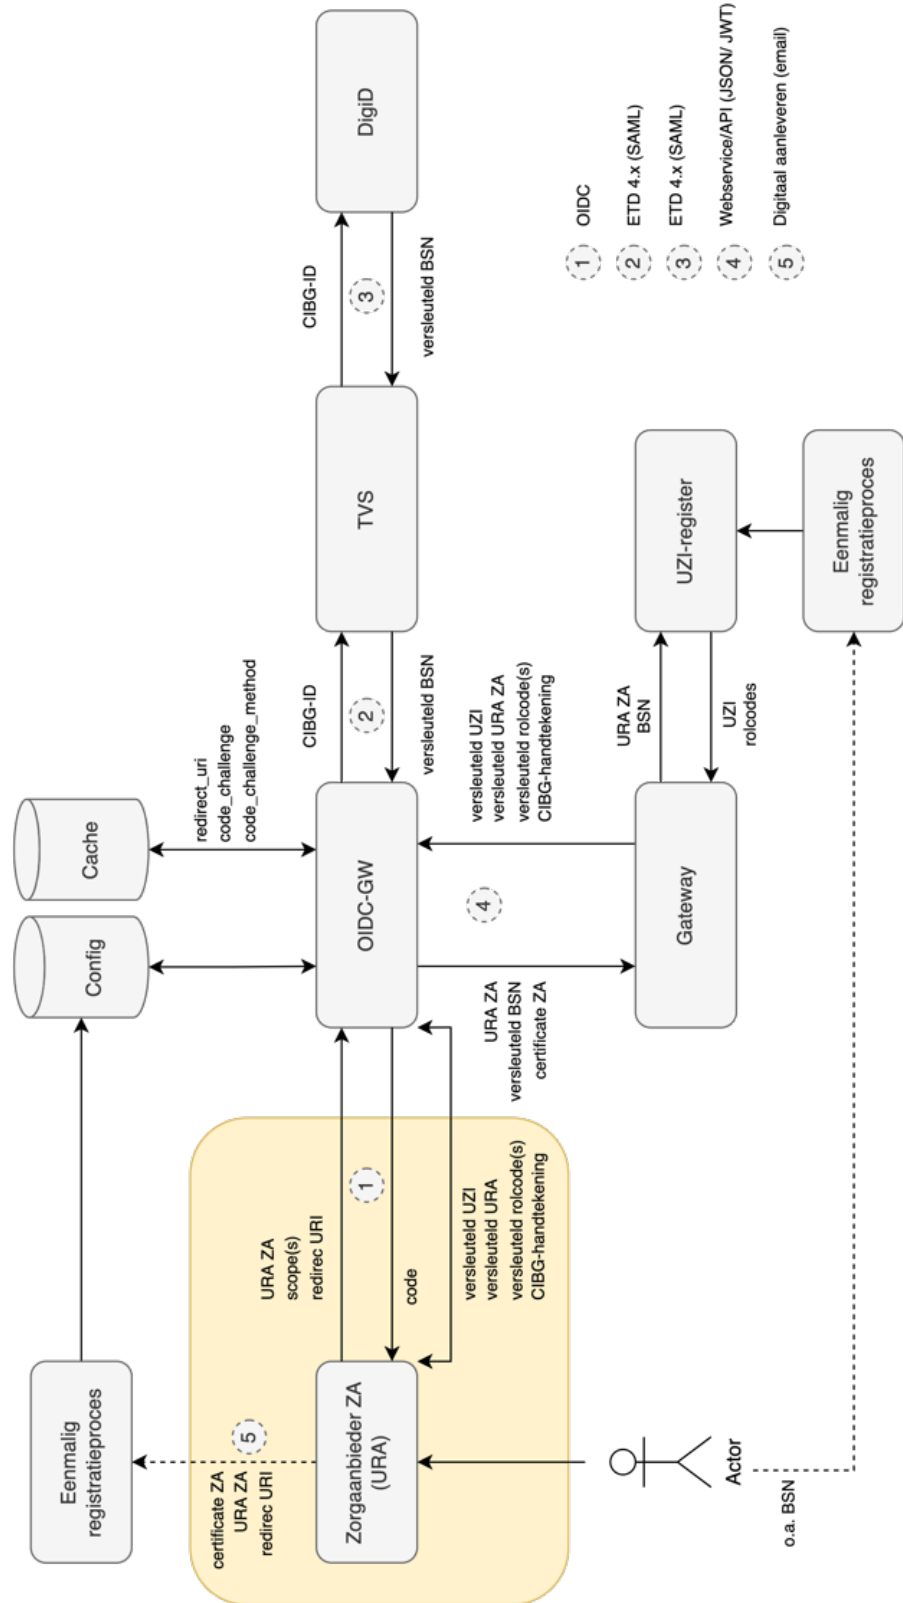 Eenmalig
registratieproces
Config
Cache
redirect_uri
code_challenge
code_challenge_method
certificate ZA
URA ZA
redirec URI
5
Zorgaanbieder ZA
(URA)
URA ZA
scope(s)
redirec URI
1
code
versleuteld UZI
versleuteld URA
versleuteld rolcode(s)
CIBG-handtekening
OIDC-GW
CIBG-ID
2
versleuteld BSN
TVS
CIBG-ID
3
versleuteld BSN
DigiD
URA ZA
versleuteld BSN
certificate ZA
4
versleuteld UZI
versleuteld URA ZA
versleuteld rolcode(s)
CIBG-handtekening
Gateway
URA ZA
BSN
UZI
rolcodes
UZI-register
Eenmalig
registratieproces
Actor
o.a. BSN
1 OIDC
2 ETD 4.x (SAML)
3 ETD 4.x (SAML)
4 Webservice/API (JSON/ JWT)
5 Digitaal aanleveren (email)